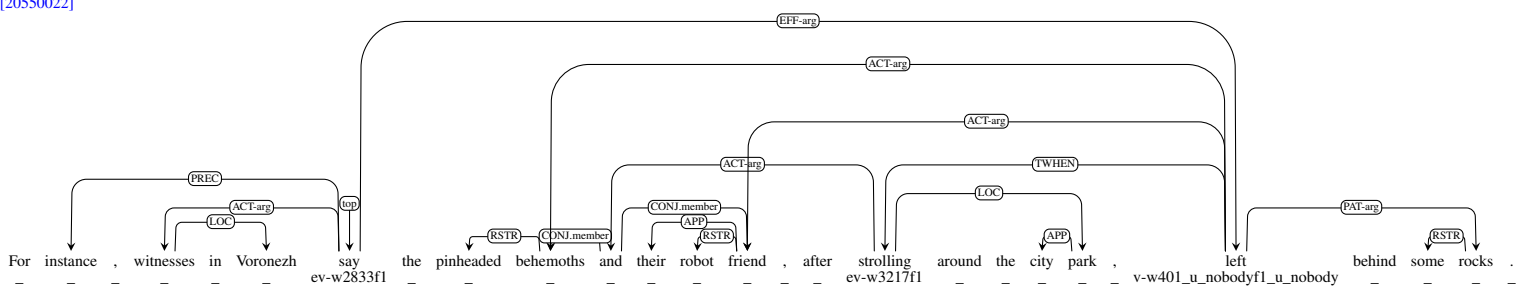 [20550022]
EFF-arg
ACT-arg
ACT-arg
ACT-arg TWHEN
PREC LOC
ACT-arg top CONJ.member PAT-arg
LOC APP
RSTR CONJ.member RSTR APP RSTR
For instance , witnesses in Voronezh say the pinheaded behemoths and their robot friend , after strolling around the city park , left behind some rocks .
_ _ _ _ _ _ ev-w2833f1 _ _ _ _ _ _ _ _ _ ev-w3217f1 _ _ _ _ _ v-w401_u_nobodyf1_u_nobody _ _ _ _